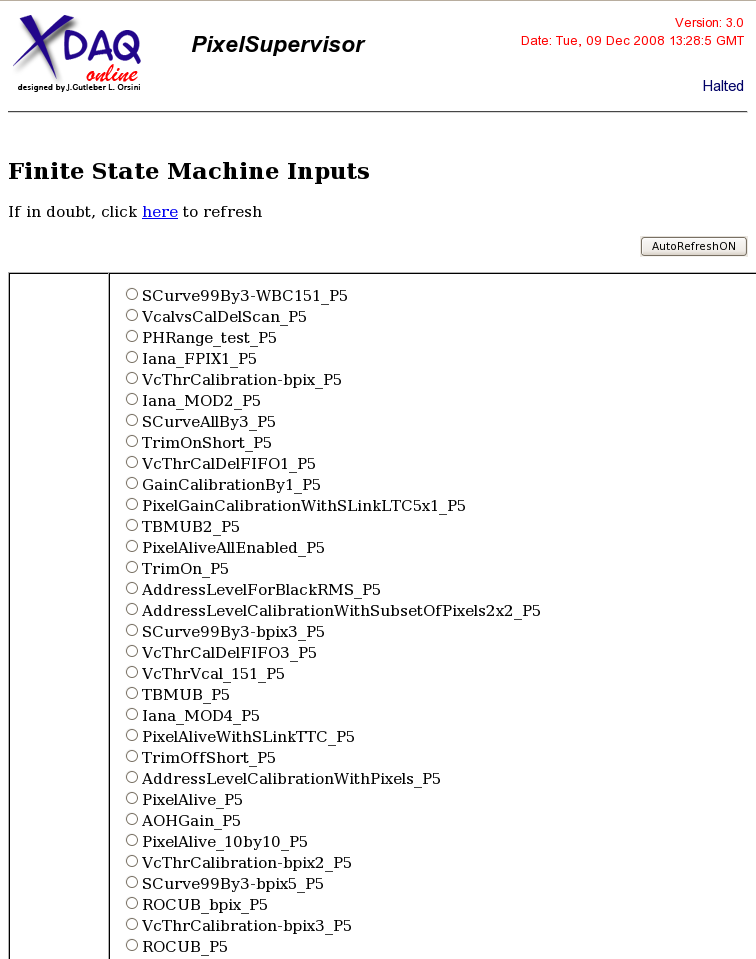 XDAQ
online
designed by J.Gutleber L. Orsini
PixelSupervisor
Version: 3.0
Date: Tue, 09 Dec 2008 13:28:5 GMT
Halted
Finite State Machine Inputs
If in doubt, click here to refresh
AutoRefreshON
SCurve99By3-WBC151_P5
VcalvsCalDelScan_P5
PHRange_test_P5
Iana_FPIX1_P5
VcThrCalibration-bpix_P5
Iana_MOD2_P5
SCurveAllBy3_P5
TrimOnShort_P5
VcThrCalDelFIFO1_P5
GainCalibrationBy1_P5
PixelGainCalibrationWithSLinkLTC5x1_P5
TBMUB2_P5
PixelAliveAllEnabled_P5
TrimOn_P5
AddressLevelForBlackRMS_P5
AddressLevelCalibrationWithSubsetOfPixels2x2_P5
SCurve99By3-bpix3_P5
VcThrCalDelFIFO3_P5
VcThrVcal_151_P5
TBMUB_P5
Iana_MOD4_P5
PixelAliveWithSLinkTTC_P5
TrimOffShort_P5
AddressLevelCalibrationWithPixels_P5
PixelAlive_P5
AOHGain_P5
PixelAlive_10by10_P5
VcThrCalibration-bpix2_P5
SCurve99By3-bpix5_P5
ROCUB_bpix_P5
VcThrCalibration-bpix3_P5
ROCUB_P5